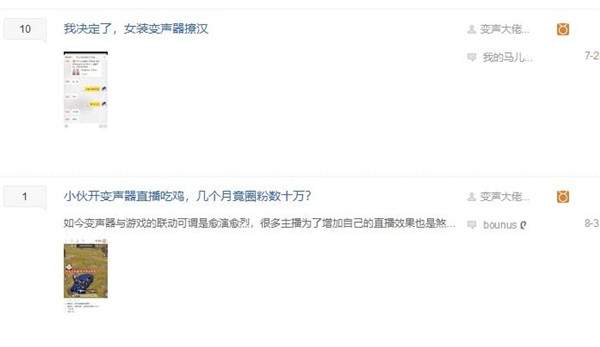 10
我决定了，女装变声器撩汉
变声大佬...
我的马儿...
7-2
1
小伙开变声器直播吃鸡，几个月竟圈粉数十万？
变声大佬...
如今变声器与游戏的联动可谓是愈演愈烈，很多主播为了增加自己的直播效果也是煞...
bounus
8-3